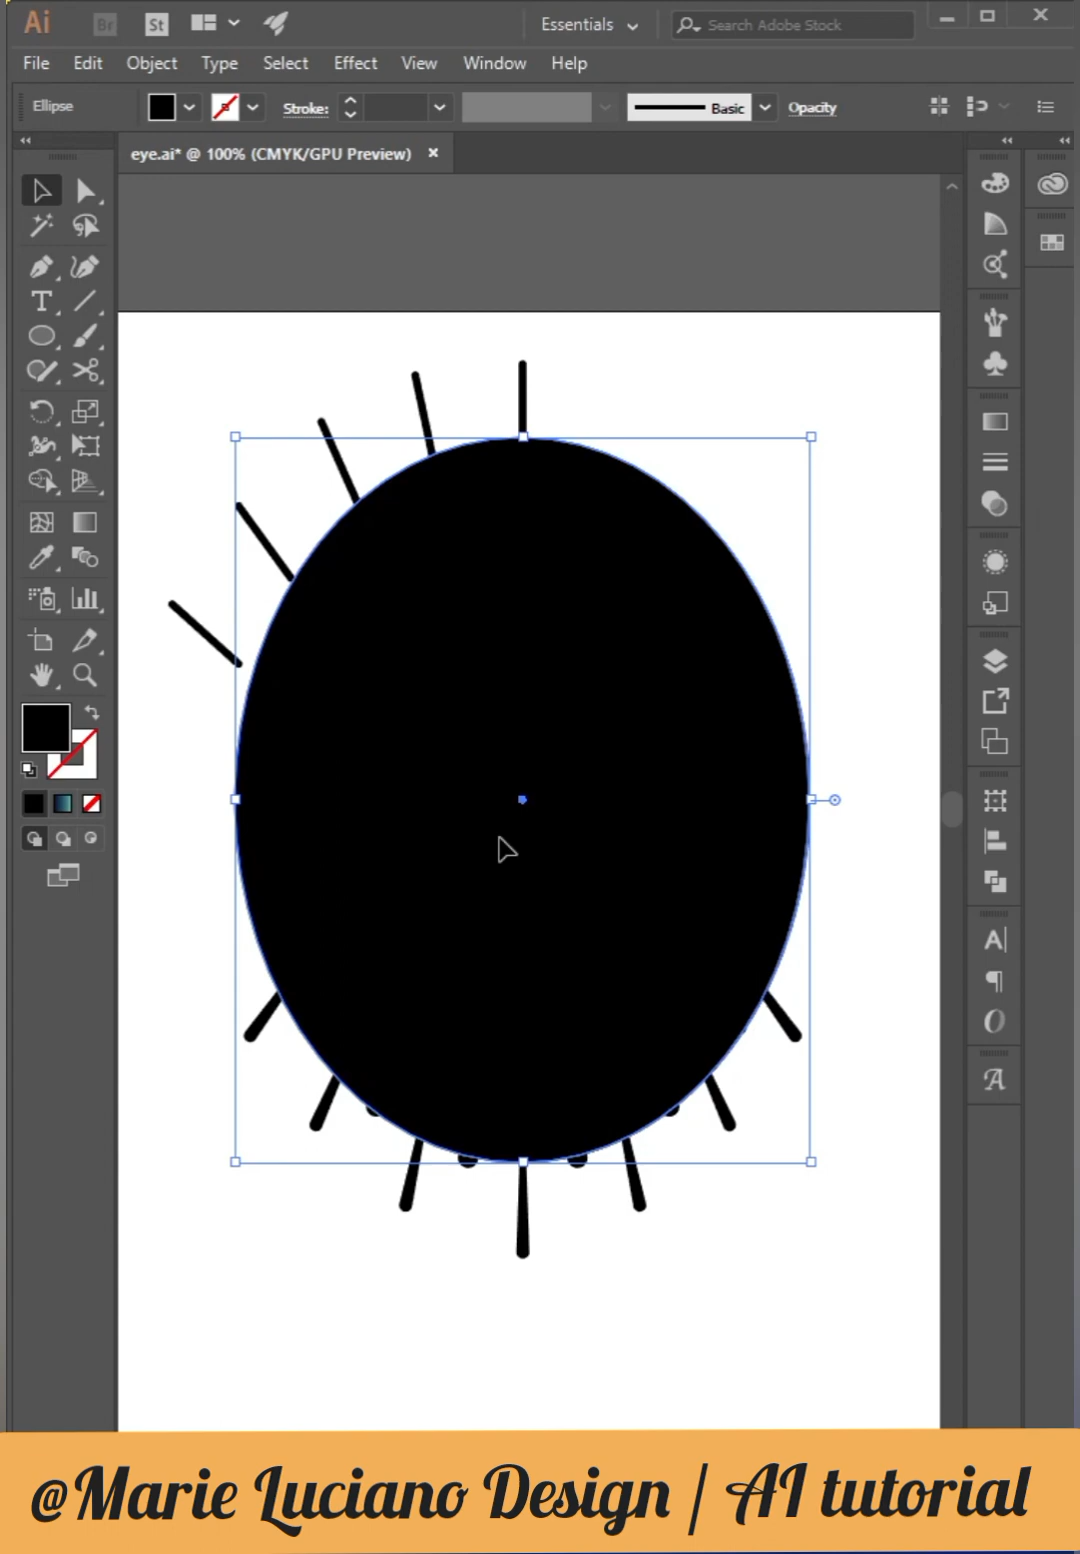 Ai Br St Essentials Search Adobe Stock
File Edit Object Type Select Effect View Window Help
Ellipse Stroke: Basic Opacity
eye.ai* @ 100% (CMYK/GPU Preview) ×
@Marie Luciano Design / AI tutorial